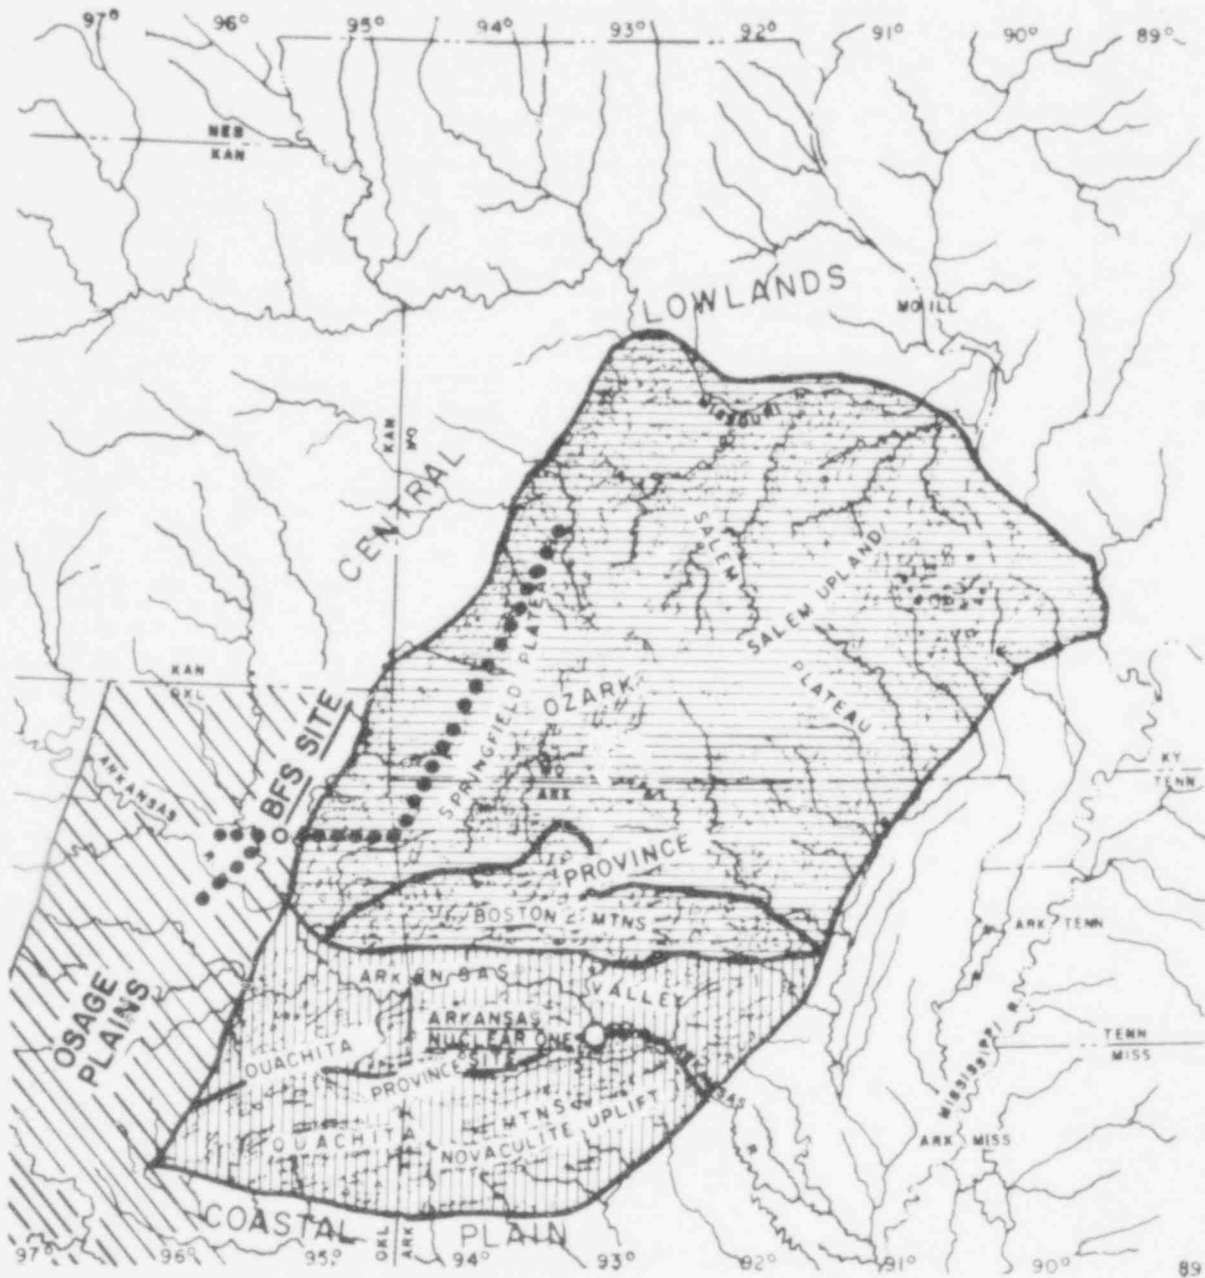 97° 96° 95° 94° 93° 92° 91° 90° 89°
NEB
KAN
LOWLANDS
MO ILL
MISSOURI
KAN
MO
CENTRAL
SALEM
SALEM UPLAND
PLATEAU
SPRINGFIELD PLATEAU
OZARK
KAN
OKL
BFS SITE
ARKANSAS
R
MO
ARK
KY
TENN
PROVINCE
BOSTON MTNS
ARK TENN
ARKANSAS
VALLEY
OSAGE
PLAINS
ARKANSAS
NUCLEAR ONE
SITE
OUACHITA
PROVINCE
ARKANSAS
R.
TENN
MISS
MISSISSIPPI R.
MTNS
OUACHITA
NOVACULITE UPLIFT
ARK MISS
COASTAL PLAIN
OKL
ARK
97° 96° 95° 94° 93° 92° 91° 90° 89